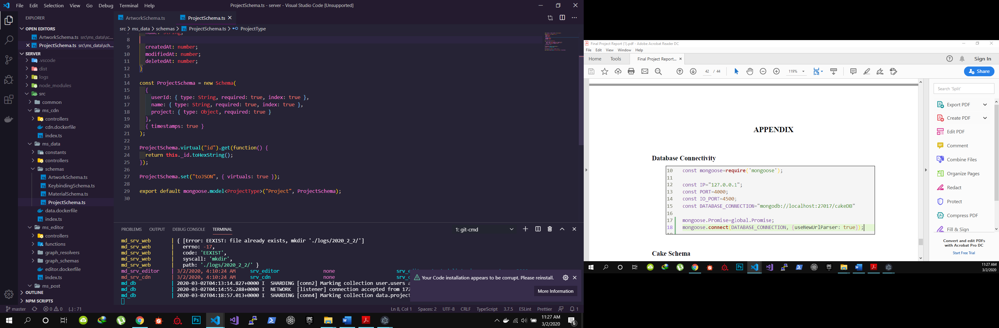 File Edit Selection View Go Debug Terminal Help
ProjectSchema.ts - server - Visual Studio Code [Unsupported]
EXPLORER
OPEN EDITORS
ArtworkSchema.ts src\ms_data\sc...
ProjectSchema.ts src\ms_data\sch...
SERVER
.vscode
dist
logs
node_modules
src
common
ms_cdn
controllers
cdn.dockerfile
index.ts
ms_data
constants
controllers
schemas
ArtworkSchema.ts
KeybindingSchema.ts
MaterialSchema.ts
ProjectSchema.ts
data.dockerfile
index.ts
ms_editor
controllers
functions
graph_resolvers
graph_schemas
editor.dockerfile
index.ts
ms_post
OUTLINE
NPM SCRIPTS
ArtworkSchema.ts
ProjectSchema.ts
src > ms_data > schemas > ProjectSchema.ts > ProjectType
7 name: string;
8
9 createdAt: number;
10 modifiedAt: number;
11 deletedAt: number;
12 }
13
14 const ProjectSchema = new Schema(
15 {
16 userId: { type: String, required: true, index: true },
17 name: { type: String, required: true, index: true },
18 project: { type: Object, required: true }
19 },
20 { timestamps: true }
21 );
22
23 ProjectSchema.virtual("id").get(function() {
24 return this._id.toHexString();
25 });
26
27 ProjectSchema.set("toJSON", { virtuals: true });
28
29 export default mongoose.model<ProjectType>("Project", ProjectSchema);
30
PROBLEMS OUTPUT DEBUG CONSOLE TERMINAL
1: git-cmd
md_srv_web | { [Error: EEXIST: file already exists, mkdir './logs/2020_2_2/']
md_srv_web | errno: -17,
md_srv_web | code: 'EEXIST',
md_srv_web | syscall: 'mkdir',
md_srv_web | path: './logs/2020_2_2/' }
md_srv_editor | 3/2/2020, 4:10:24 AM srv_editor none
md_srv_cdn | 3/2/2020, 4:10:24 AM srv_cdn none
md_db | 2020-03-02T04:13:14.827+0000 I SHARDING [conn2] Marking collection user.users a
md_db | 2020-03-02T04:14:55.288+0000 I NETWORK [listener] connection accepted from 172
md_db | 2020-03-02T04:18:57.013+0000 I SHARDING [conn4] Marking collection data.project
Your Code installation appears to be corrupt. Please reinstall.
More Information
master 0 0 {..} : 71
Ln 8, Col 1 Spaces: 2 UTF-8 CRLF TypeScript 3.7.5 ESLint Prettier 1
Ps
EPIC GAMES
11:27 AM
3/2/2020
6
Final Project Report (1).pdf - Adobe Acrobat Reader DC
File Edit View Window Help
Home Tools Final Project Report... Sign In
42 / 44 119% Share
APPENDIX
Database Connectivity
10 const mongoose=require('mongoose');
11
12 const IP="127.0.0.1";
13 const PORT=4000;
14 const IO_PORT=4500;
15 const DATABASE_CONNECTION="mongodb://localhost:27017/cakeDB"
16
17 mongoose.Promise=global.Promise;
18 mongoose.connect(DATABASE_CONNECTION, {useNewUrlParser: true});
Cake Schema
Search 'Split'
Export PDF
Create PDF
Edit PDF
Comment
Combine Files
Organize Pages
Redact
Protect
Compress PDF
Fill & Sign
Convert and edit PDFs
with Acrobat Pro DC
Start Free Trial
Ps
EPIC
11:27 AM
3/2/2020